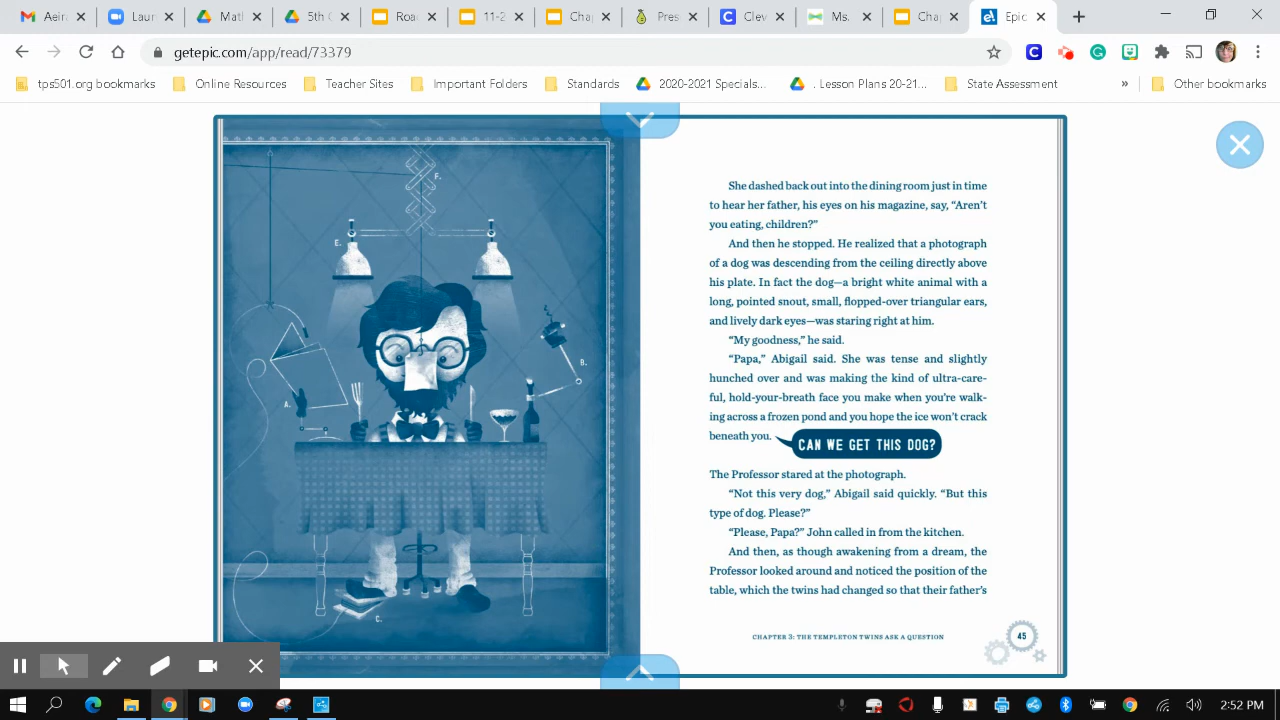 Aeir
Unit
Matl
Char
11-2
Char
Pres
Clev
Ms.
Epic
getepic.com/app/read/73379
tps501.org bookmarks
Online Resources
Teacher Sites
Important Folders
Standards
2020-2021 Specials...
. Lesson Plans 20-21...
State Assessment
»
Other bookmarks
F.
E.
B.
A.
C.
She dashed back out into the dining room just in time
to hear her father, his eyes on his magazine, say, “Aren’t
you eating, children?”
And then he stopped. He realized that a photograph
of a dog was descending from the ceiling directly above
his plate. In fact the dog—a bright white animal with a
long, pointed snout, small, flopped-over triangular ears,
and lively dark eyes—was staring right at him.
“My goodness,” he said.
“Papa,” Abigail said. She was tense and slightly
hunched over and was making the kind of ultra-care-
ful, hold-your-breath face you make when you’re walk-
ing across a frozen pond and you hope the ice won’t crack
beneath you.
CAN WE GET THIS DOG?
The Professor stared at the photograph.
“Not this very dog,” Abigail said quickly. “But this
type of dog. Please?”
“Please, Papa?” John called in from the kitchen.
And then, as though awakening from a dream, the
Professor looked around and noticed the position of the
table, which the twins had changed so that their father’s
CHAPTER 3: THE TEMPLETON TWINS ASK A QUESTION
45
2:52 PM